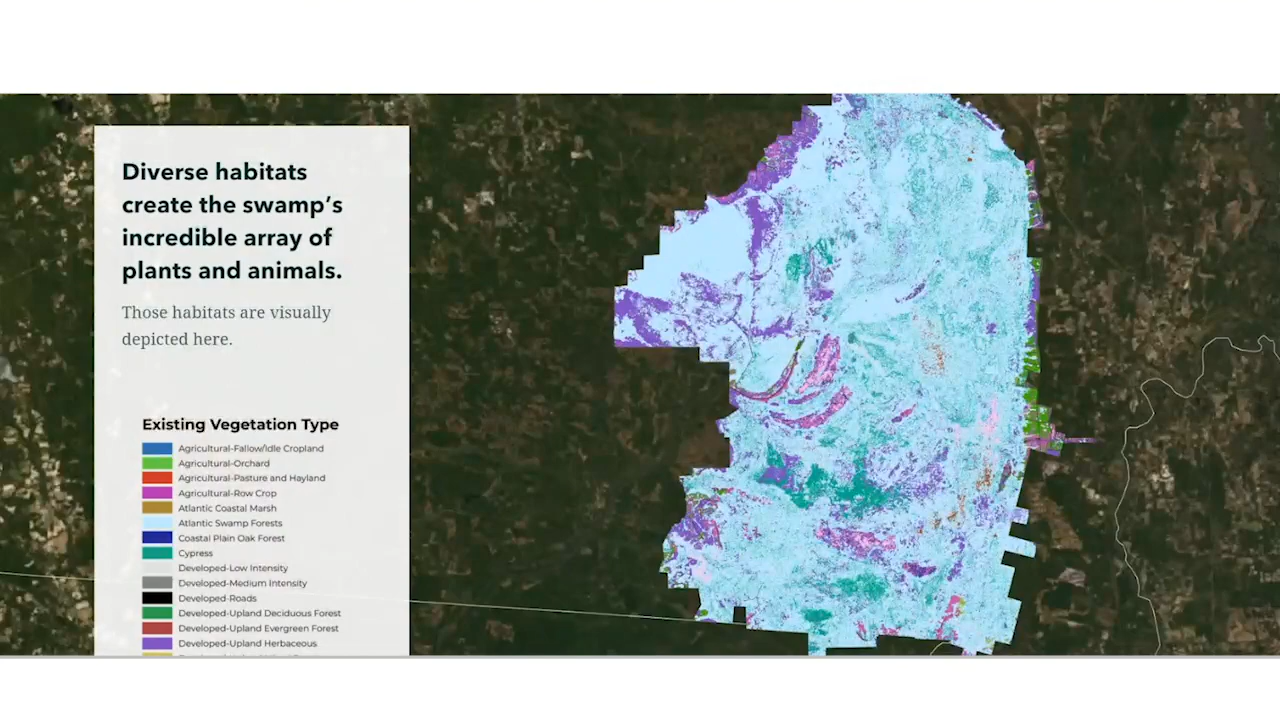 Diverse habitats
create the swamp's
incredible array of
plants and animals.
Those habitats are visually
depicted here.
Existing Vegetation Type
Agricultural-Fallow/Idle Cropland
Agricultural-Orchard
Agricultural-Pasture and Hayland
Agricultural-Row Crop
Atlantic Coastal Marsh
Atlantic Swamp Forests
Coastal Plain Oak Forest
Cypress
Developed-Low Intensity
Developed-Medium Intensity
Developed-Roads
Developed-Upland Deciduous Forest
Developed-Upland Evergreen Forest
Developed-Upland Herbaceous